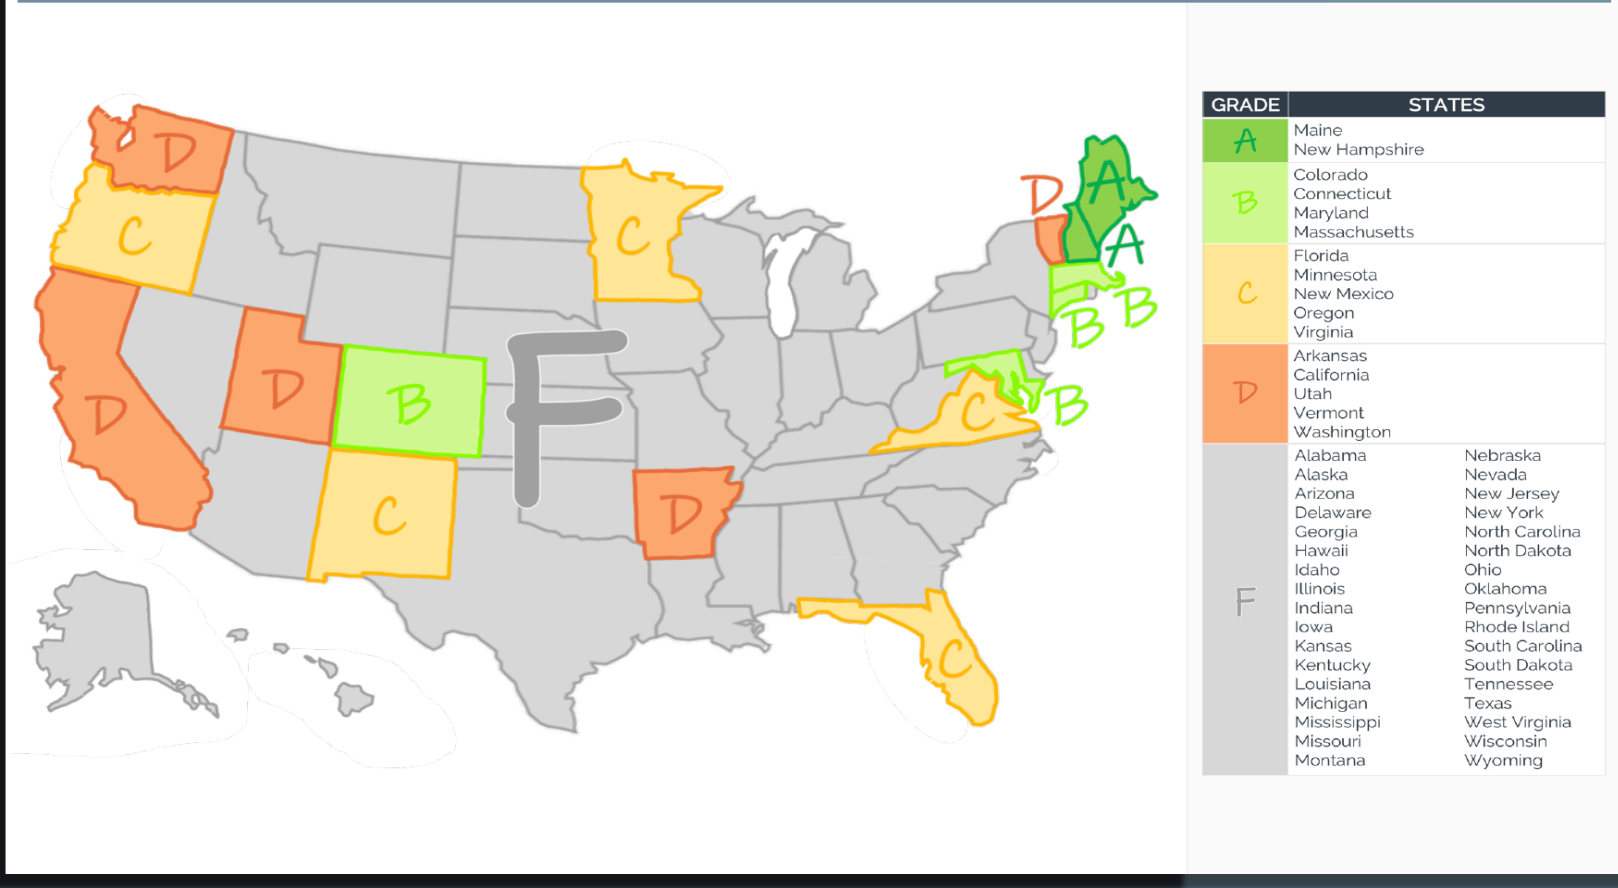 D
C
D
D
B
C
C
F
D
D
A
A
B
B
B
C
C
GRADE STATES
A
Maine
New Hampshire
B
Colorado
Connecticut
Maryland
Massachusetts
C
Florida
Minnesota
New Mexico
Oregon
Virginia
D
Arkansas
California
Utah
Vermont
Washington
F
Alabama
Alaska
Arizona
Delaware
Georgia
Hawaii
Idaho
Illinois
Indiana
Iowa
Kansas
Kentucky
Louisiana
Michigan
Mississippi
Missouri
Montana
Nebraska
Nevada
New Jersey
New York
North Carolina
North Dakota
Ohio
Oklahoma
Pennsylvania
Rhode Island
South Carolina
South Dakota
Tennessee
Texas
West Virginia
Wisconsin
Wyoming